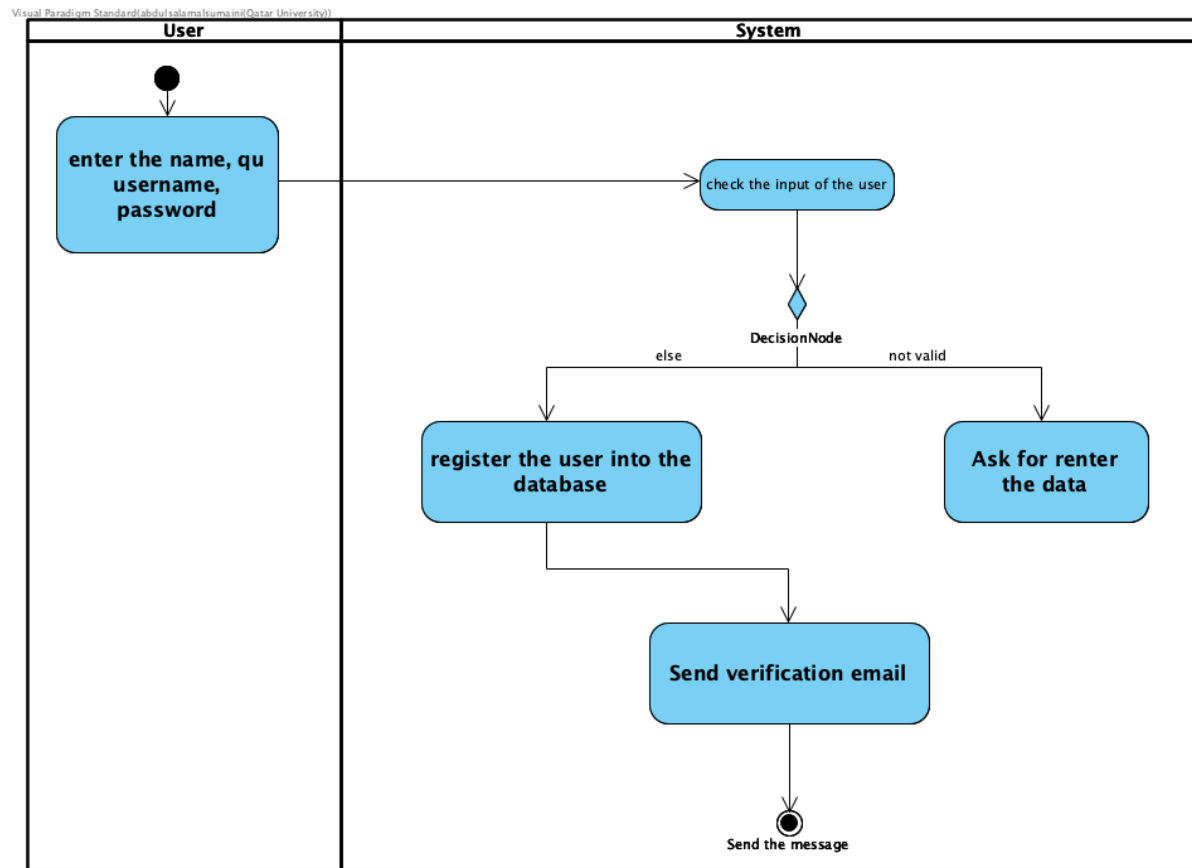 Visual Paradigm Standard(abdulsalamalsumaini(Qatar University))
User
System
enter the name, qu
username,
password
check the input of the user
DecisionNode
else
not valid
register the user into the
database
Ask for renter
the data
Send verification email
Send the message